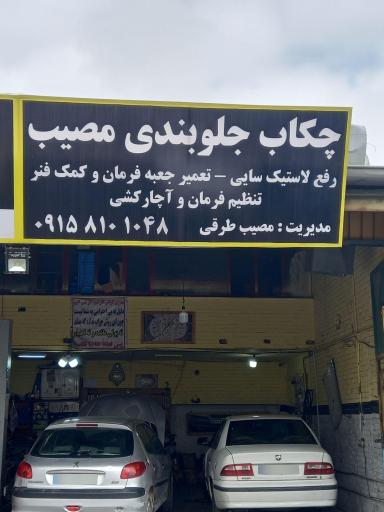 چکاپ جلوبندی مصیب
رفع لاستیک سایی - تعمیر جعبه فرمان و کمک فنر
تنظیم فرمان و آچارکشی
مدیریت : مصیب طرقی ۰۹۱۵ ۸۱۰ ۱۰۴۸